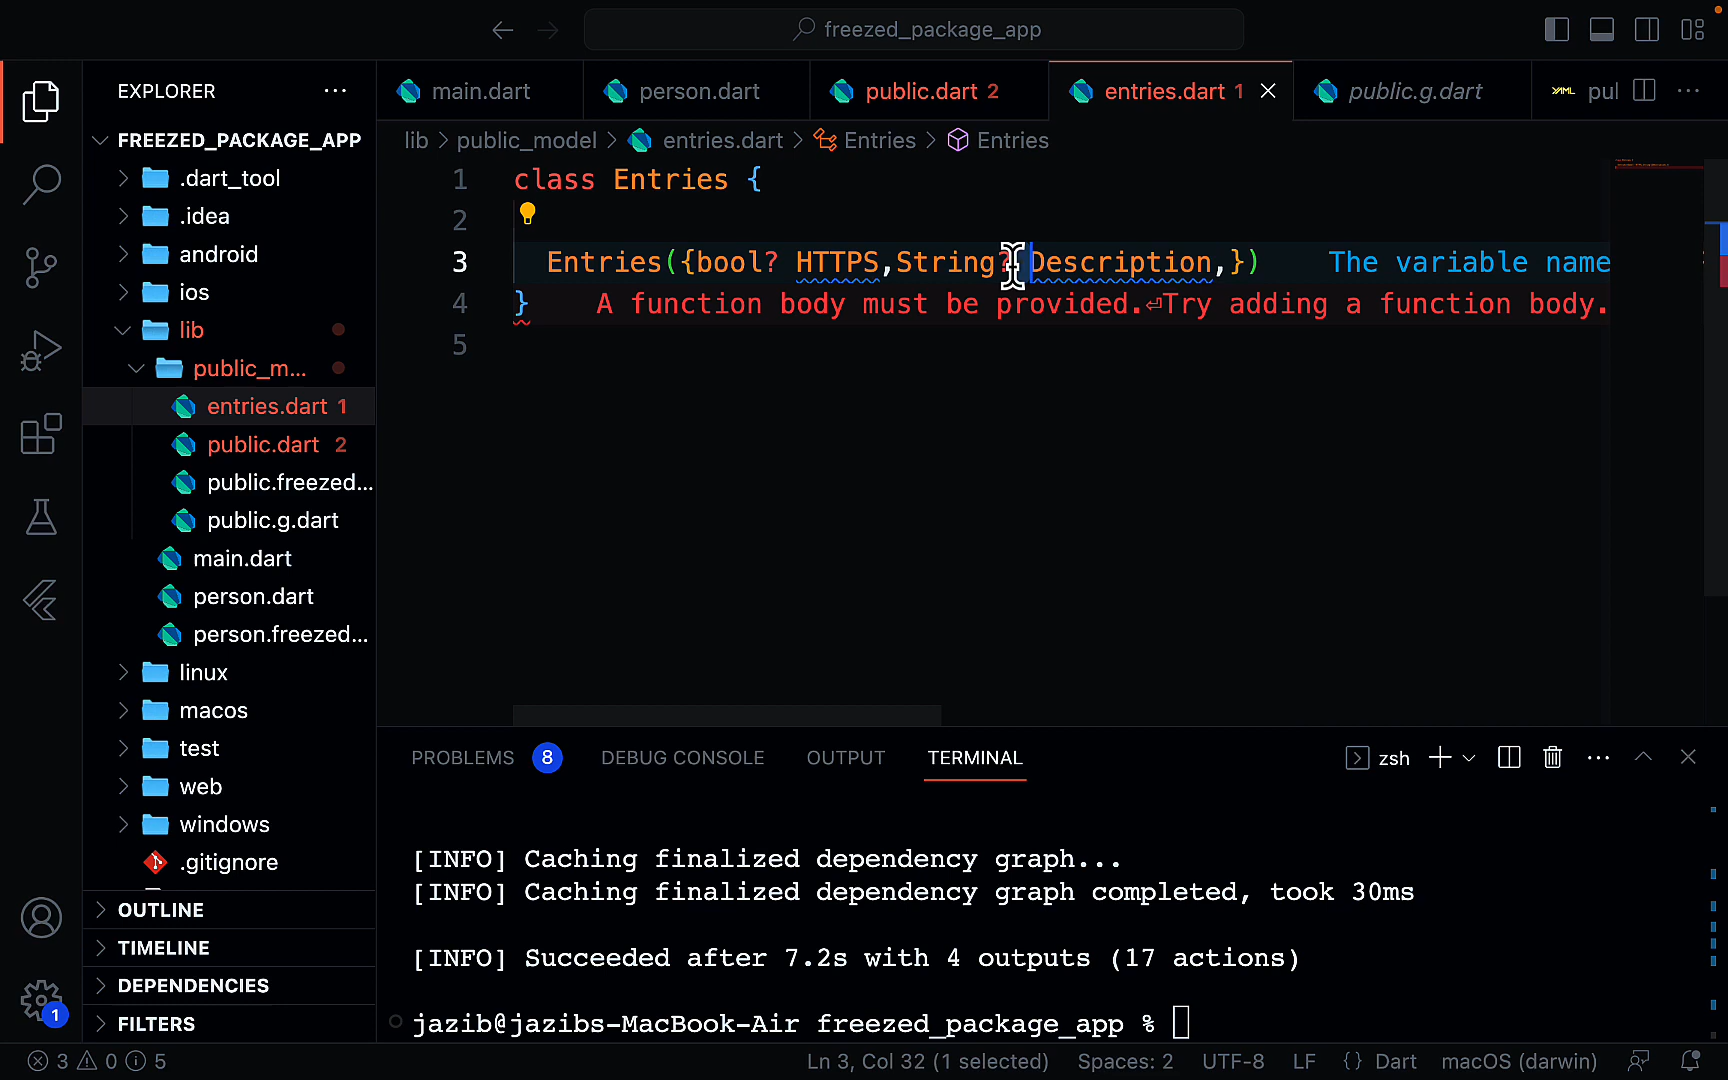 freezed_package_app
EXPLORER
main.dart
person.dart
public.dart 2
entries.dart 1
public.g.dart
pul
FREEZED_PACKAGE_APP
lib > public_model > entries.dart > Entries > Entries
.dart_tool
.idea
android
ios
lib
public_m...
entries.dart 1
public.dart 2
public.freezed...
public.g.dart
main.dart
person.dart
person.freezed...
linux
macos
test
web
windows
.gitignore
OUTLINE
TIMELINE
DEPENDENCIES
FILTERS
1
1 class Entries {
2
3 Entries({bool? HTTPS,String? Description,}) The variable name
4 } A function body must be provided.⏎Try adding a function body.
5
PROBLEMS 8 DEBUG CONSOLE OUTPUT TERMINAL
zsh
[INFO] Caching finalized dependency graph...
[INFO] Caching finalized dependency graph completed, took 30ms
[INFO] Succeeded after 7.2s with 4 outputs (17 actions)
jazib@jazibs-MacBook-Air freezed_package_app %
3 0 5
Ln 3, Col 32 (1 selected) Spaces: 2 UTF-8 LF {} Dart macOS (darwin)